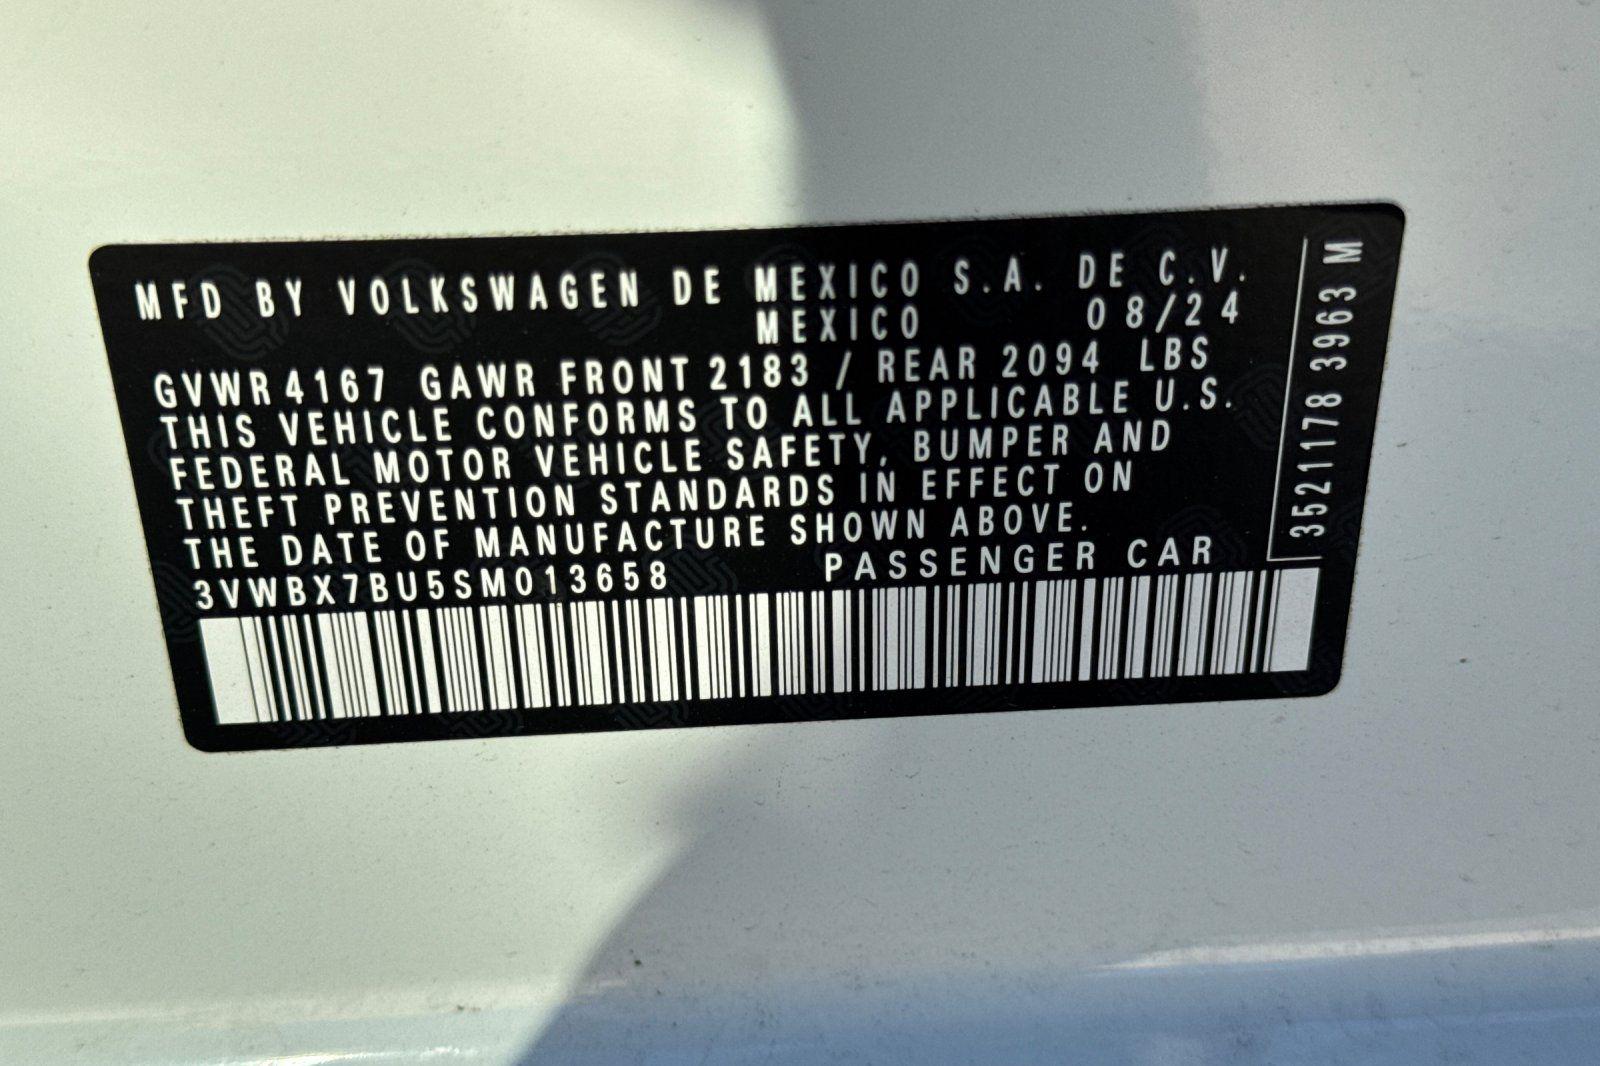 MFD BY VOLKSWAGEN DE MEXICO S.A. DE C.V.
MEXICO 08/24
GVWR 4167 GAWR FRONT 2183 / REAR 2094 LBS
THIS VEHICLE CONFORMS TO ALL APPLICABLE U.S.
FEDERAL MOTOR VEHICLE SAFETY, BUMPER AND
THEFT PREVENTION STANDARDS IN EFFECT ON
THE DATE OF MANUFACTURE SHOWN ABOVE.
3VWBX7BU5SM013658 PASSENGER CAR
3521178 3963 M